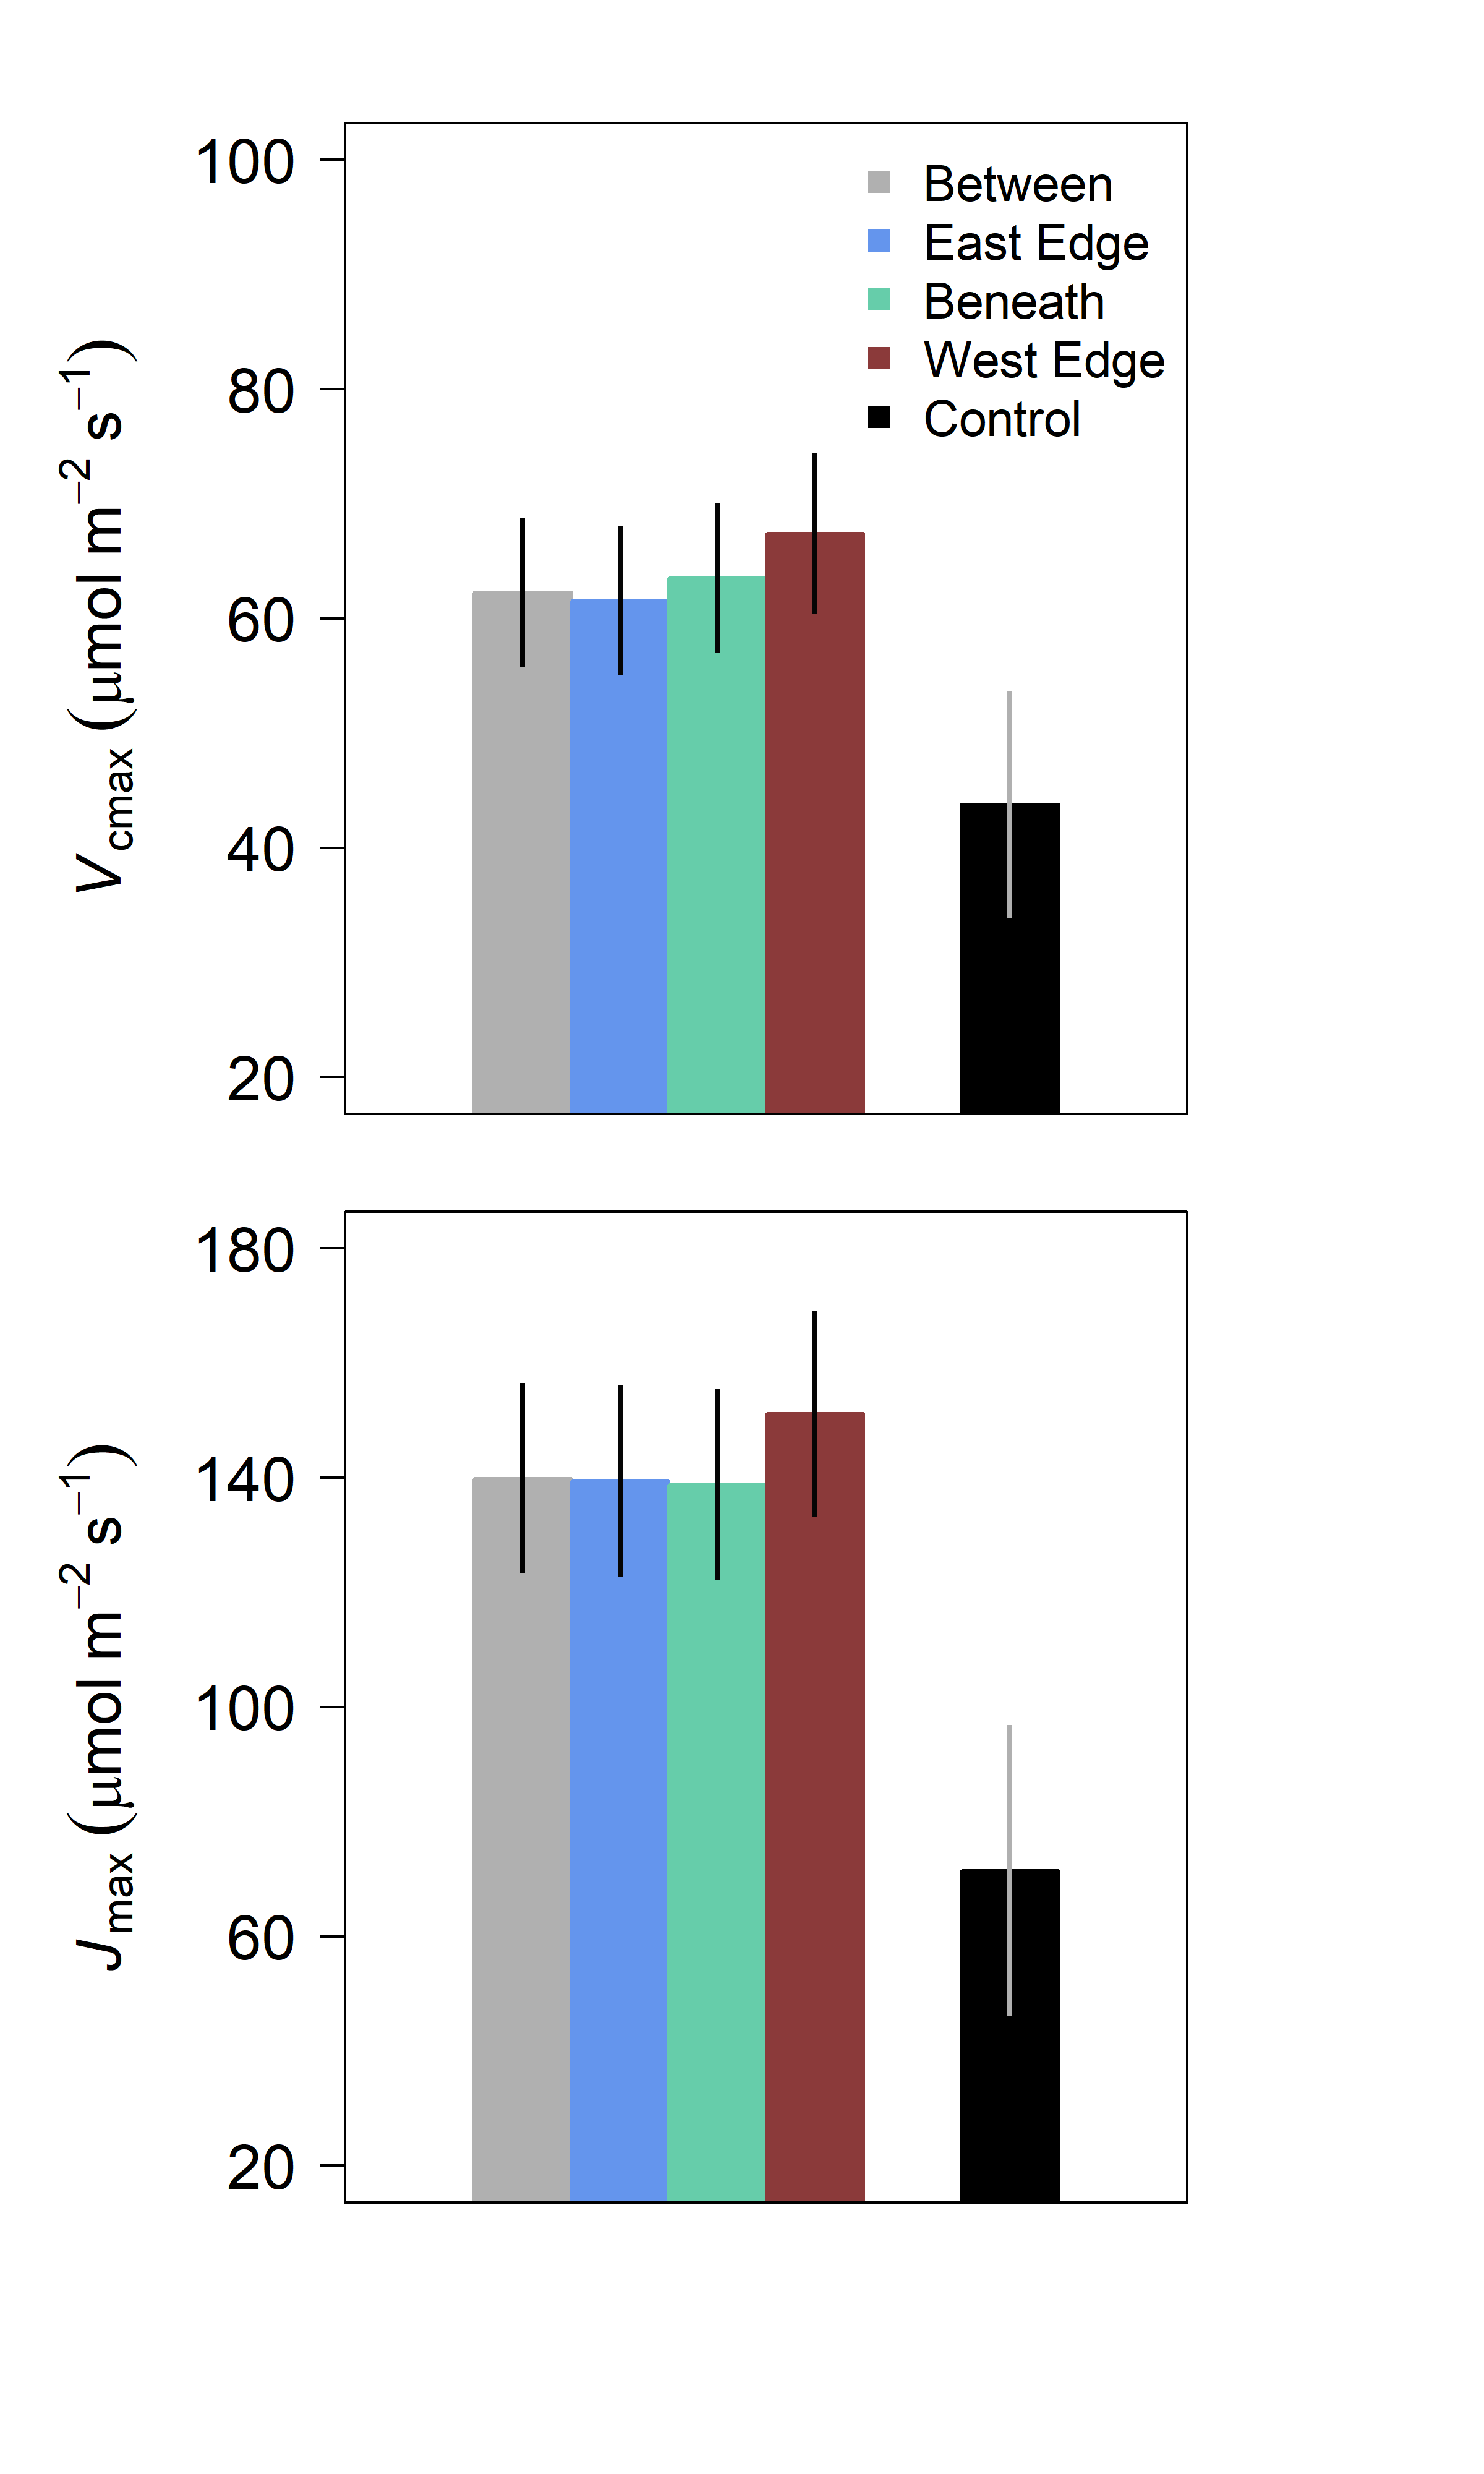 100
80
60
40
20
Vcmax (μmol m−2 s−1)
Between
East Edge
Beneath
West Edge
Control
180
140
100
60
20
Jmax (μmol m−2 s−1)